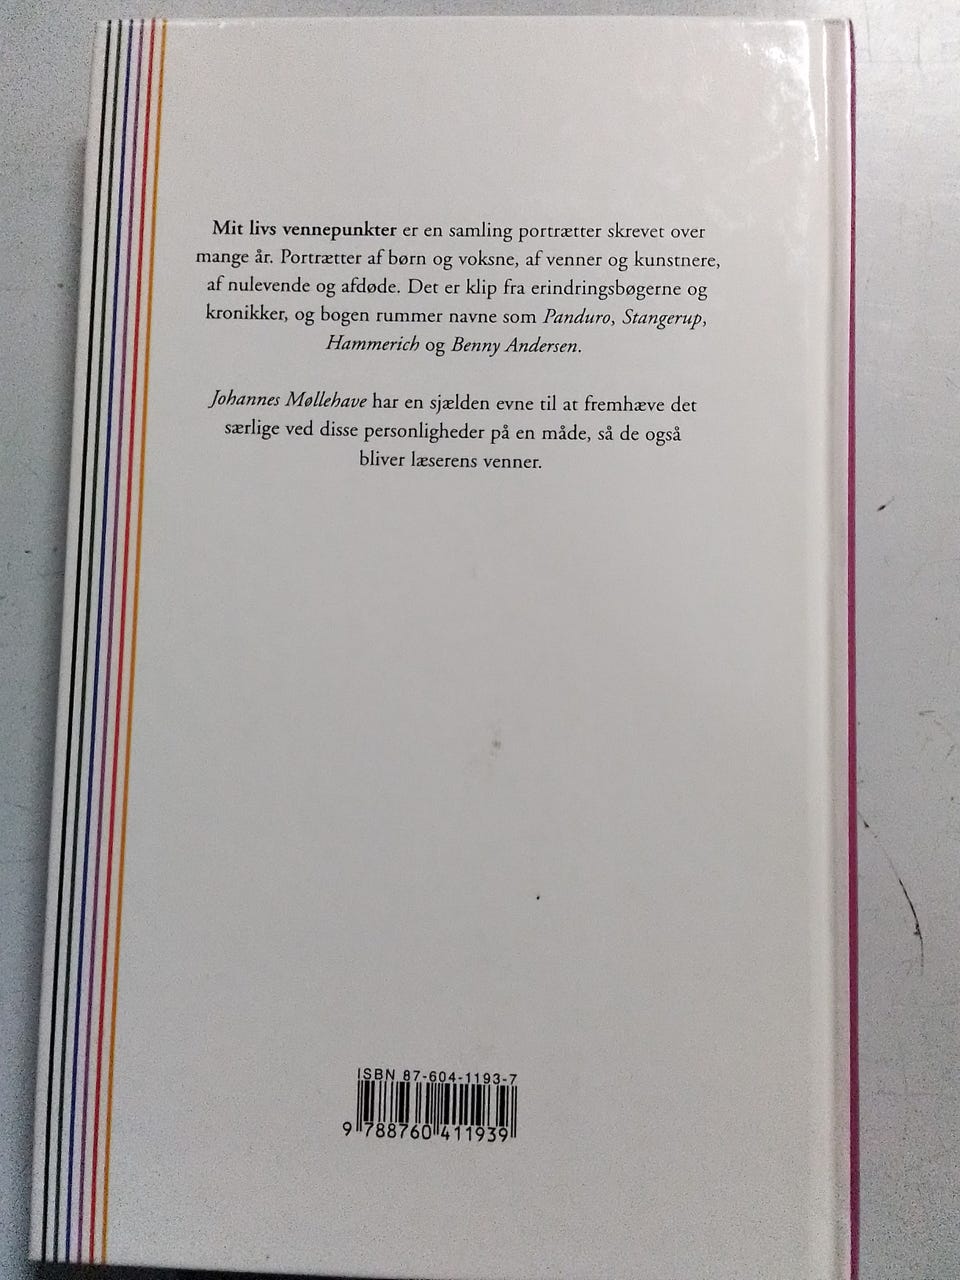 Mit livs vennepunkter er en samling portrætter skrevet over
mange år. Portrætter af børn og voksne, af venner og kunstnere,
af nulevende og afdøde. Det er klip fra erindringsbøgerne og
kronikker, og bogen rummer navne som Panduro, Stangerup,
Hammerich og Benny Andersen.
Johannes Møllehave har en sjælden evne til at fremhæve det
særlige ved disse personligheder på en måde, så de også
bliver læserens venner.
ISBN 87-604-1193-7
9 788760 411939